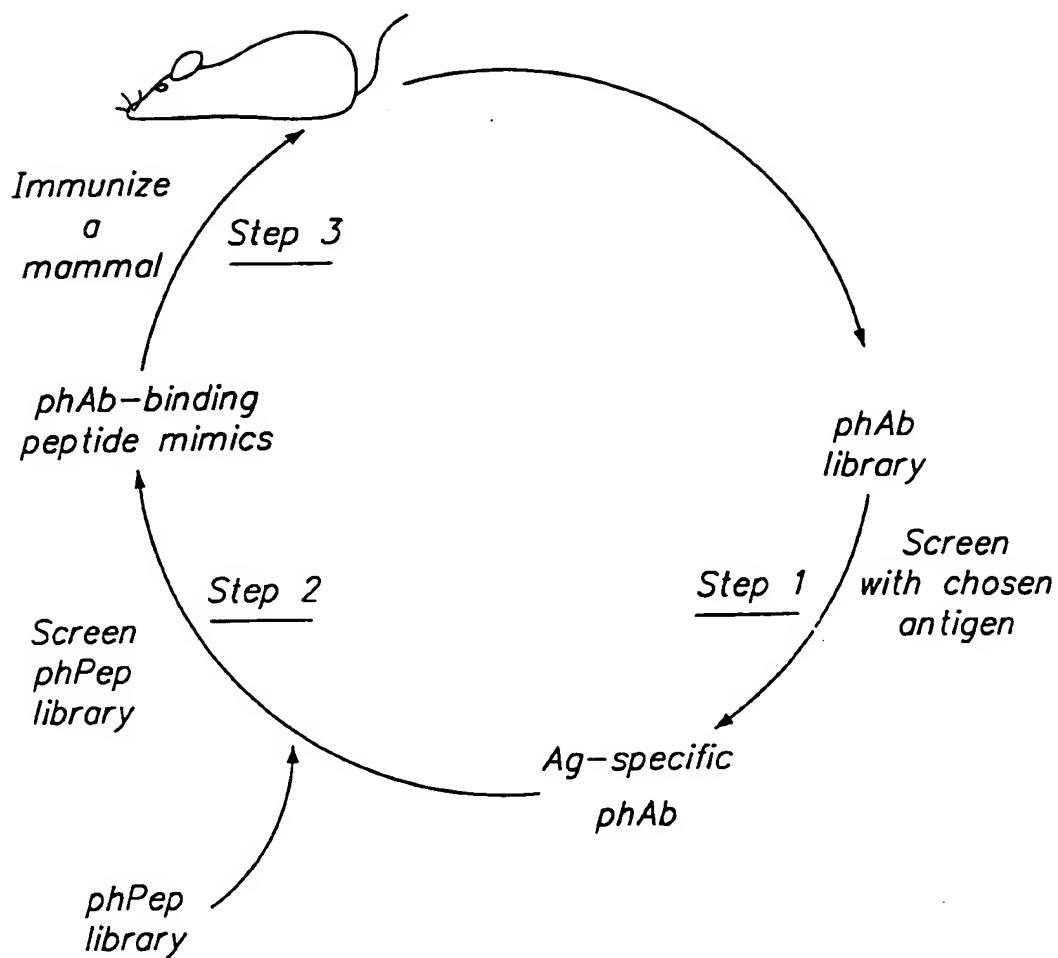 Immunize
a
mammal
Step 3
phAb-binding
peptide mimics
phAb
library
Screen
with chosen
antigen
Step 1
Step 2
Screen
phPep
library
Ag-specific
phAb
phPep
library